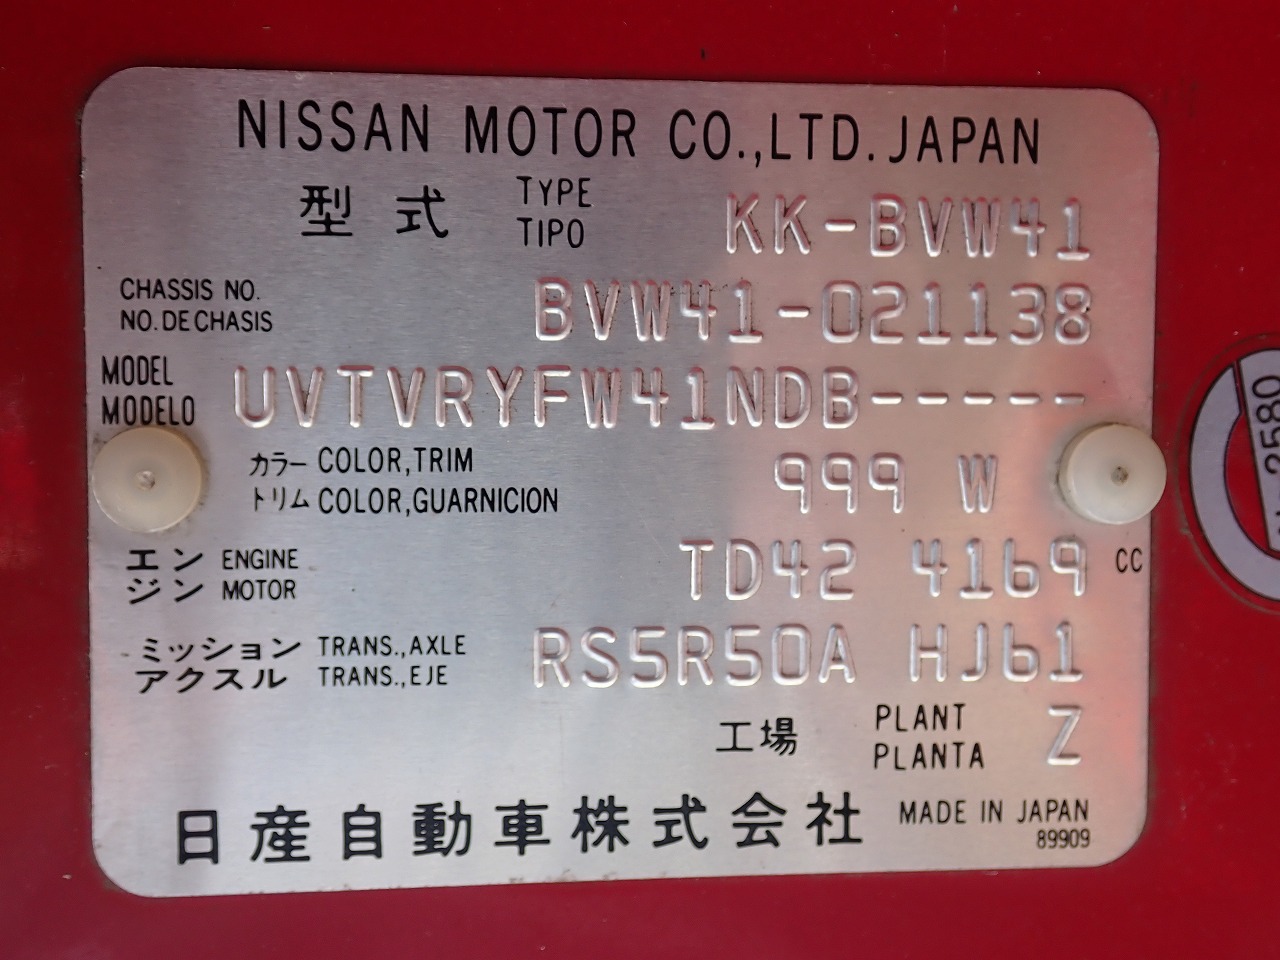 NISSAN MOTOR CO.,LTD. JAPAN
型式 TYPE TIPO KK-BVW41
CHASSIS NO. NO. DE CHASIS BVW41-021138
MODEL MODELO UVTVRYFW41NDB-----
カラー COLOR,TRIM
トリム COLOR,GUARNICION 999 W
エン ENGINE
ジン MOTOR TD42 4169 CC
ミッション TRANS.,AXLE
アクスル TRANS.,EJE RS5R50A HJ61
工場 PLANT PLANTA Z
日産自動車株式会社 MADE IN JAPAN
89909
2580